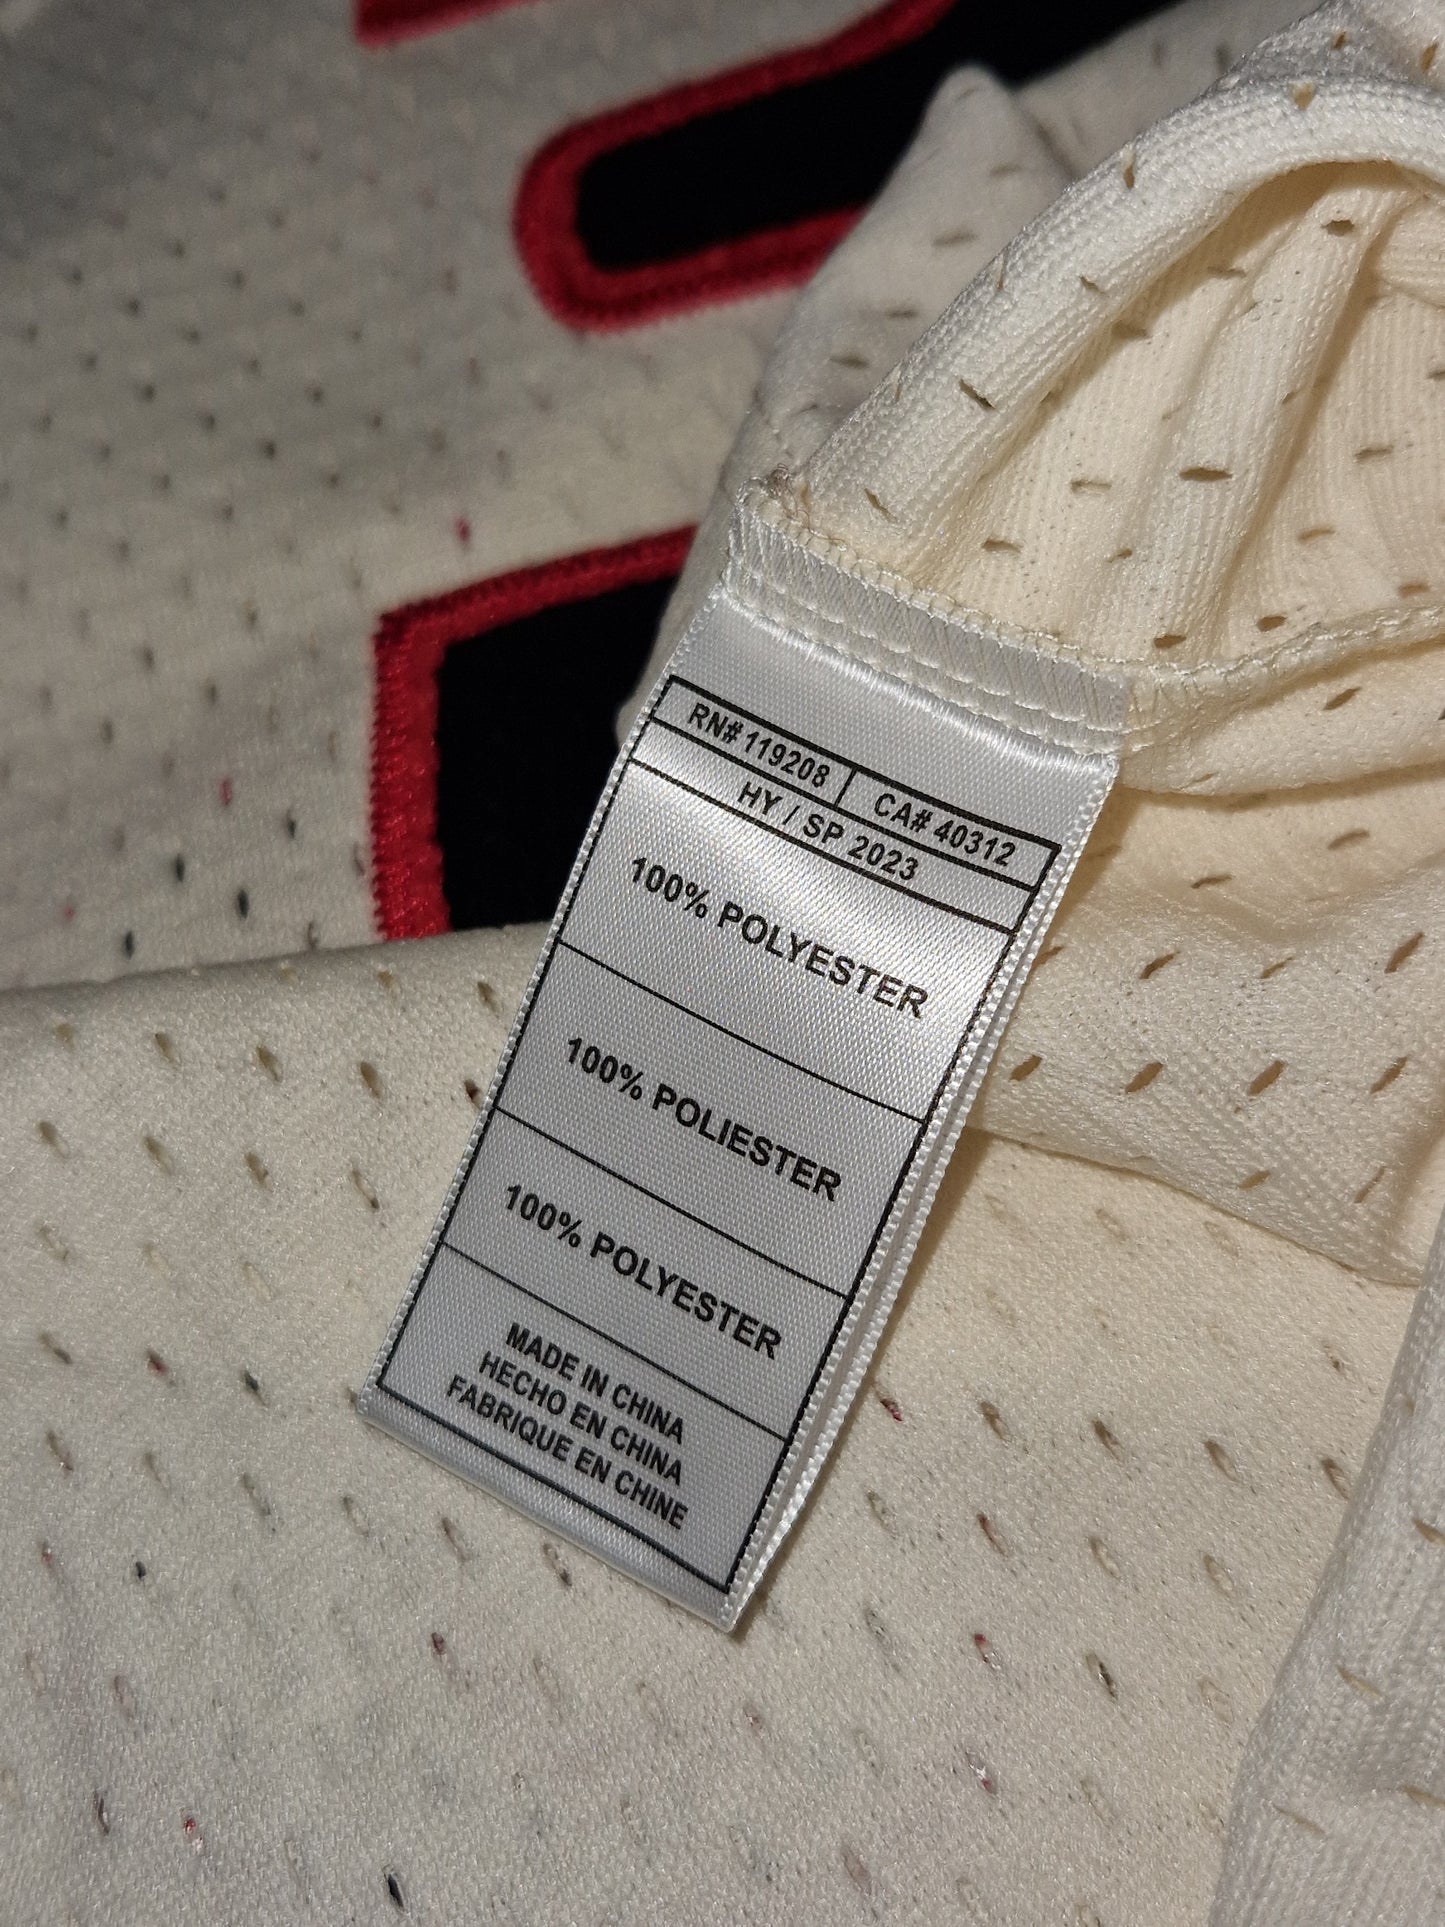 RN# 119208 CA# 40312
HY / SP 2023
100% POLYESTER
100% POLIESTER
100% POLYESTER
MADE IN CHINA
HECHO EN CHINA
FABRIQUE EN CHINE